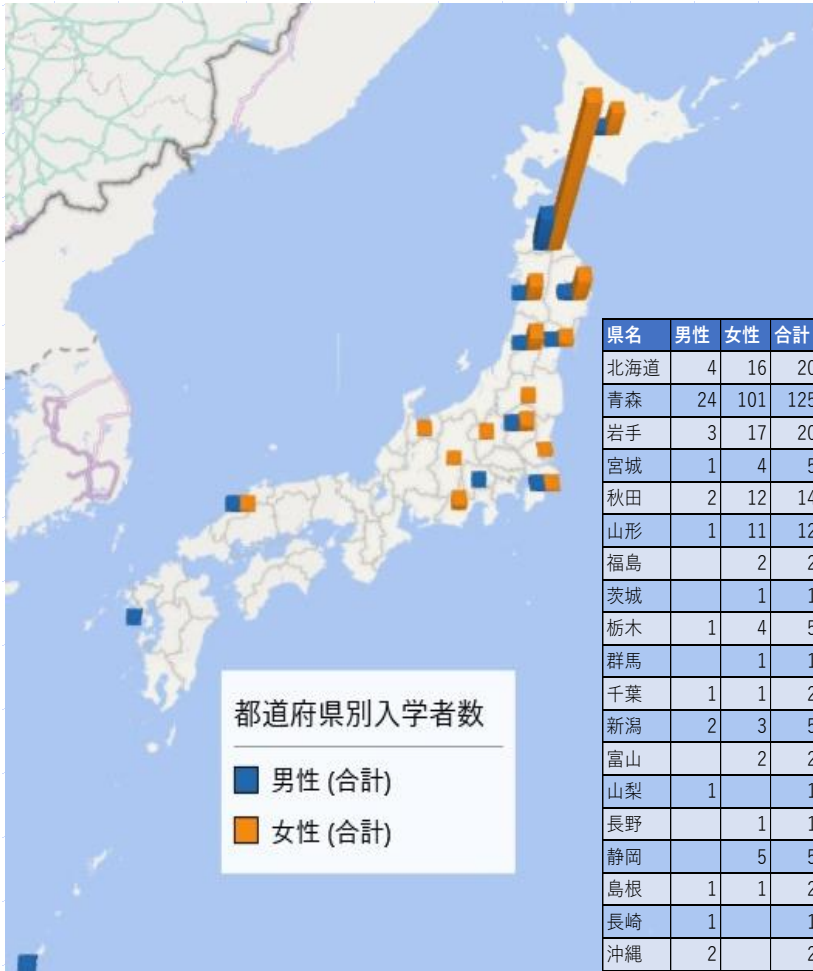 県名 男性 女性 合計
北海道 4 16 20
青森 24 101 125
岩手 3 17 20
宮城 1 4 5
秋田 2 12 14
山形 1 11 12
福島 2 2
茨城 1 1
栃木 1 4 5
群馬 1 1
千葉 1 1 2
新潟 2 3 5
富山 2 2
山梨 1 1
長野 1 1
静岡 5 5
島根 1 1 2
長崎 1 1
沖縄 2 2
都道府県別入学者数
男性 (合計)
女性 (合計)